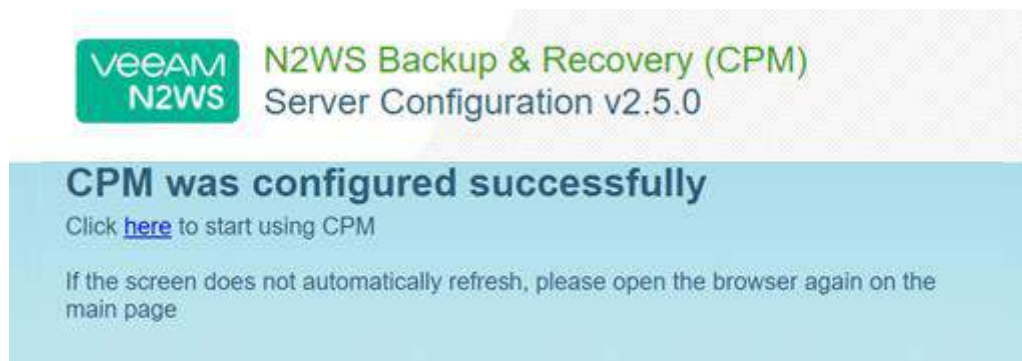 veeam
N2WS
N2WS Backup & Recovery (CPM)
Server Configuration v2.5.0
CPM was configured successfully
Click here to start using CPM
If the screen does not automatically refresh, please open the browser again on the
main page